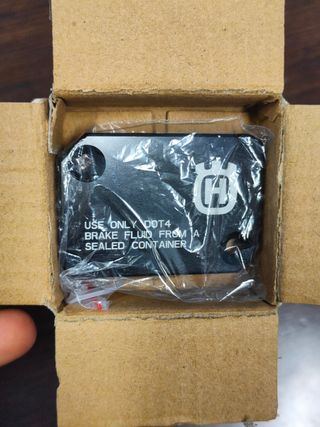 H
USE ONLY DOT4
BRAKE FLUID FROM A
SEALED CONTAINER